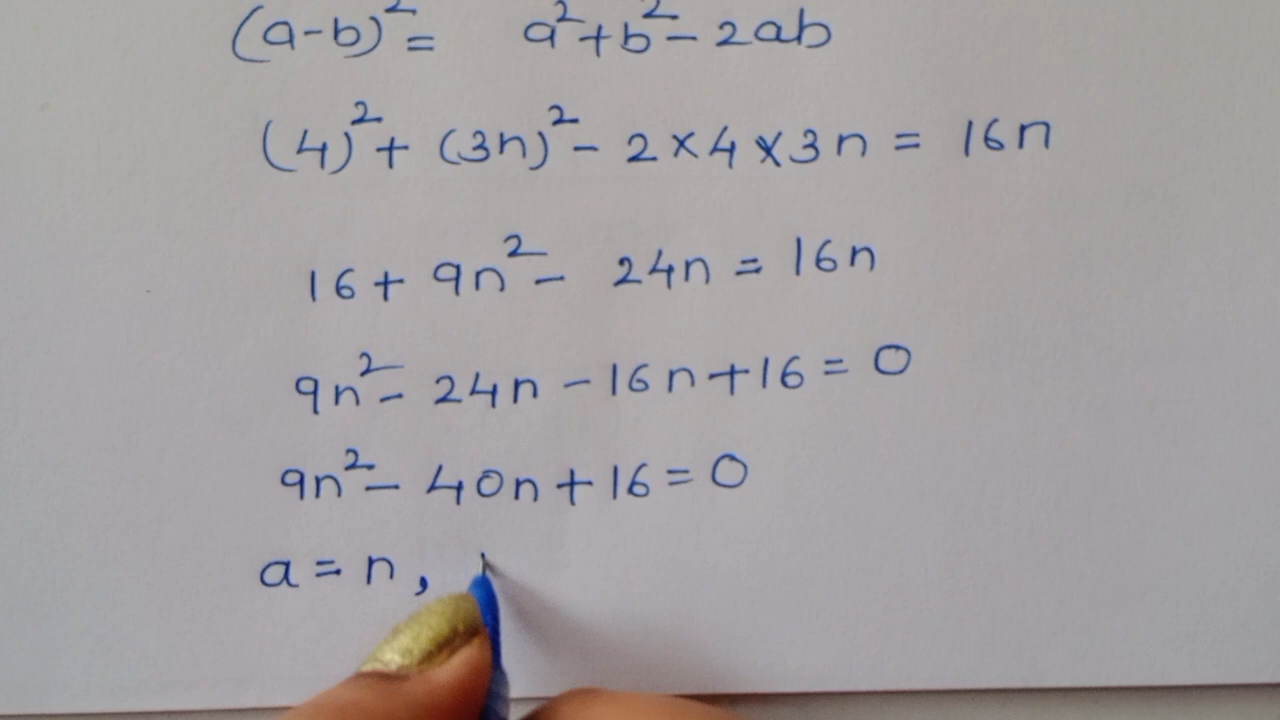 (a-b)² = a²+b²-2ab
(4)²+ (3n)²- 2×4×3n = 16n
16+ 9n²- 24n = 16n
9n²- 24n -16n+16= 0
9n²- 40n+16=0
a=n,